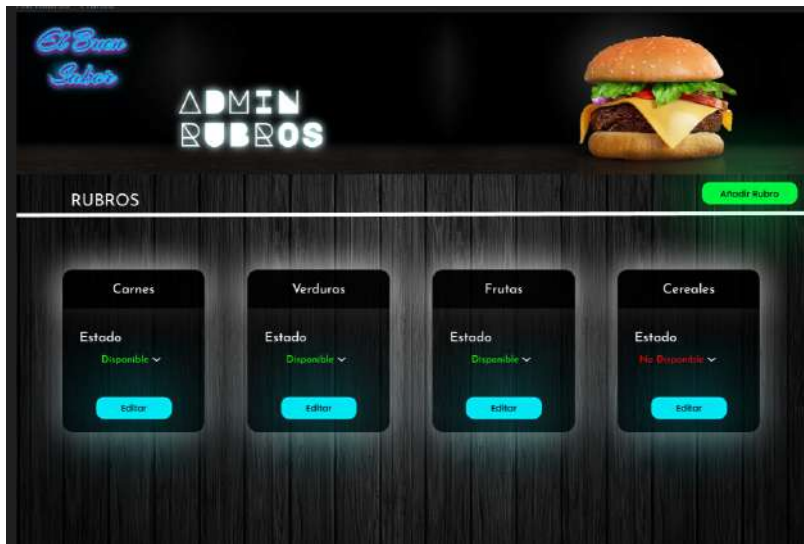 El Buen
Sabor
ADMIN
RUBROS
RUBROS
Añadir Rubro
Carnes
Verduras
Frutas
Cereales
Estado
Estado
Estado
Estado
Disponible
Disponible
Disponible
No Disponible
Editar
Editar
Editar
Editar